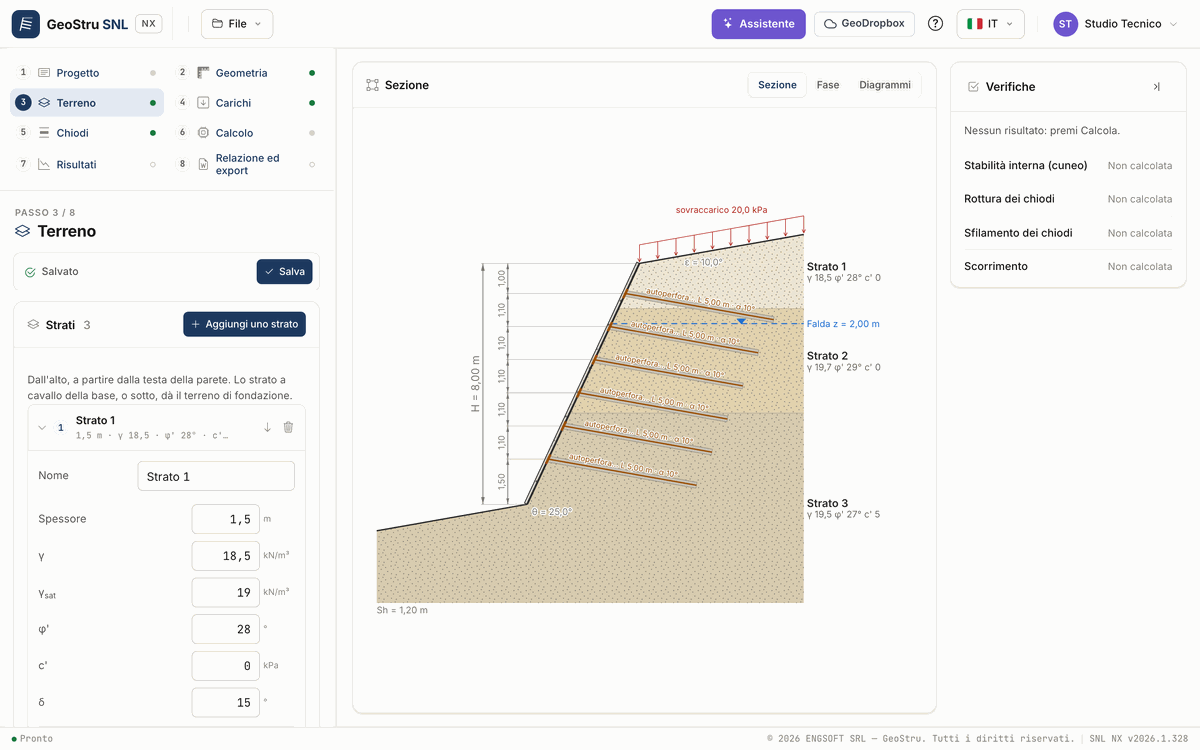 GeoStru SNL NX
File
Assistente
GeoDropbox
IT
ST
Studio Tecnico
1 Progetto
2 Geometria
3 Terreno
4 Carichi
5 Chiodi
6 Calcolo
7 Risultati
8 Relazione ed
export
PASSO 3 / 8
Terreno
Salvato
Salva
Strati 3
Aggiungi uno strato
Dall'alto, a partire dalla testa della parete. Lo strato a
cavallo della base, o sotto, dà il terreno di fondazione.
1 Strato 1
1,5 m · γ 18,5 · φ' 28° · c'…
Nome Strato 1
Spessore 1,5 m
γ 18,5 kN/m³
γsat 19 kN/m³
φ' 28 °
c' 0 kPa
δ 15 °
Pronto
Sezione
Sezione
Fase
Diagrammi
sovraccarico 20,0 kPa
ε = 10,0°
H = 8,00 m
1,00
1,10
1,10
1,10
1,10
1,10
1,50
autoperfora… L 5,00 m · α 10°
autoperfora… L 5,00 m · α 10°
autoperfora… L 5,00 m · α 10°
autoperfora… L 5,00 m · α 10°
autoperfora… L 5,00 m · α 10°
autoperfora… L 5,00 m · α 10°
θ = 25,0°
Strato 1
γ 18,5 φ' 28° c' 0
Falda z = 2,00 m
Strato 2
γ 19,7 φ' 29° c' 0
Strato 3
γ 19,5 φ' 27° c' 5
Sh = 1,20 m
Verifiche
Nessun risultato: premi Calcola.
Stabilità interna (cuneo) Non calcolata
Rottura dei chiodi Non calcolata
Sfilamento dei chiodi Non calcolata
Scorrimento Non calcolata
© 2026 ENGSOFT SRL — GeoStru. Tutti i diritti riservati. SNL NX v2026.1.328